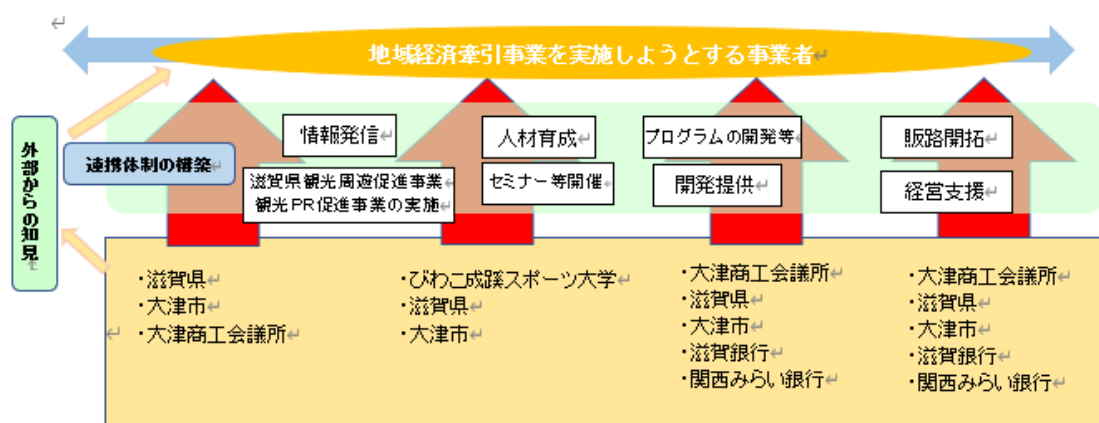 地域経済牽引事業を実施しようとする事業者
外部からの知見
連携体制の構築
情報発信
滋賀県観光周遊促進事業
観光PR促進事業の実施
人材育成
セミナー等開催
プログラムの開発等
開発提供
販路開拓
経営支援
・滋賀県
・大津市
・大津商工会議所
・びわこ成蹊スポーツ大学
・滋賀県
・大津市
・大津商工会議所
・滋賀県
・大津市
・滋賀銀行
・関西みらい銀行
・大津商工会議所
・滋賀県
・大津市
・滋賀銀行
・関西みらい銀行